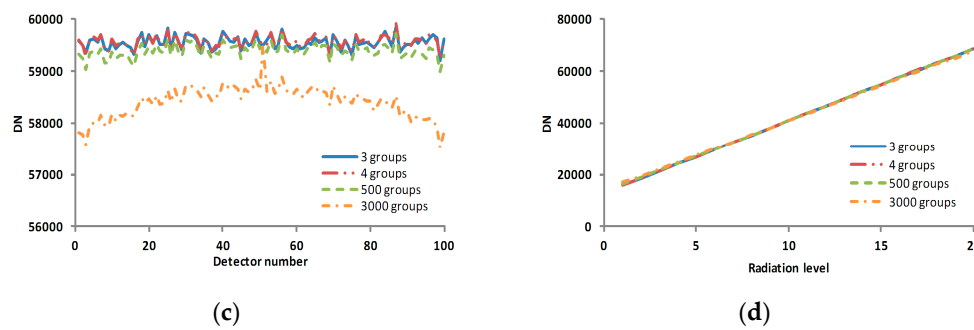 60000
59000
58000
57000
56000
DN
0
20
40
60
80
100
Detector number
3 groups
4 groups
500 groups
3000 groups
(c)
80000
60000
40000
20000
0
DN
0
5
10
15
20
Radiation level
3 groups
4 groups
500 groups
3000 groups
(d)